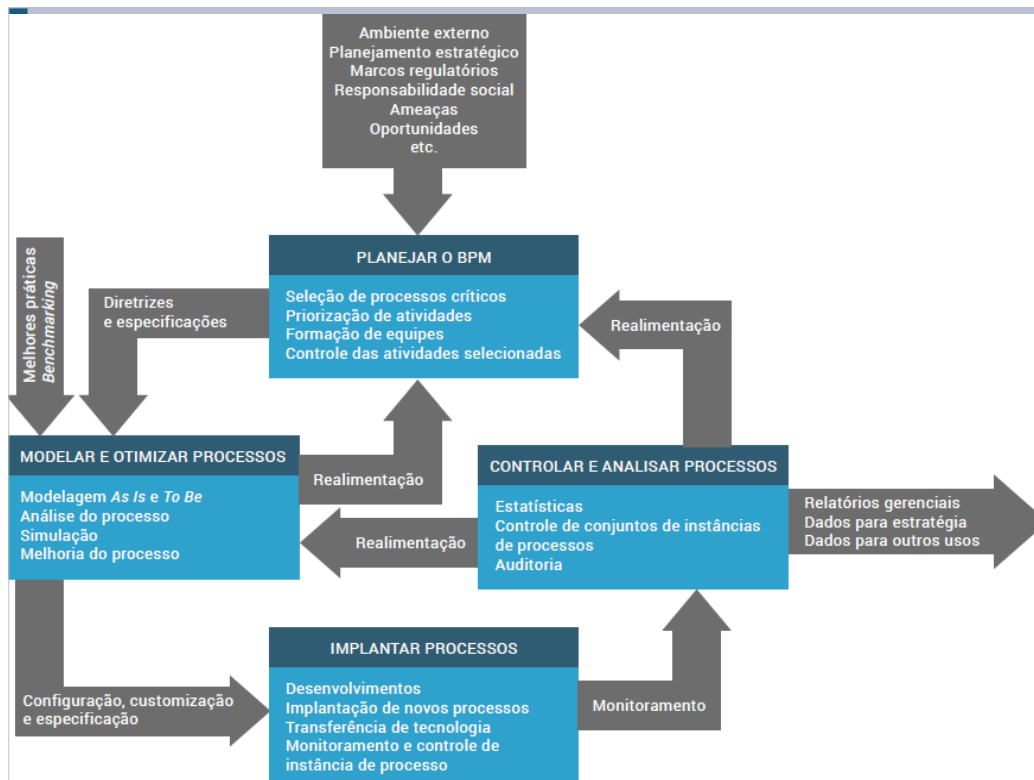 Ambiente externo
Planejamento estratégico
Marcos regulatórios
Responsabilidade social
Ameaças
Oportunidades
etc.
Melhores práticas
Benchmarking
Diretrizes
e especificações
PLANEJAR O BPM
Seleção de processos críticos
Priorização de atividades
Formação de equipes
Controle das atividades selecionadas
Realimentação
MODELAR E OTIMIZAR PROCESSOS
Modelagem As Is e To Be
Análise do processo
Simulação
Melhoria do processo
Realimentação
Realimentação
CONTROLAR E ANALISAR PROCESSOS
Estatísticas
Controle de conjuntos de instâncias
de processos
Auditoria
Relatórios gerenciais
Dados para estratégia
Dados para outros usos
Configuração, customização
e especificação
IMPLANTAR PROCESSOS
Desenvolvimentos
Implantação de novos processos
Transferência de tecnologia
Monitoramento e controle de
instância de processo
Monitoramento